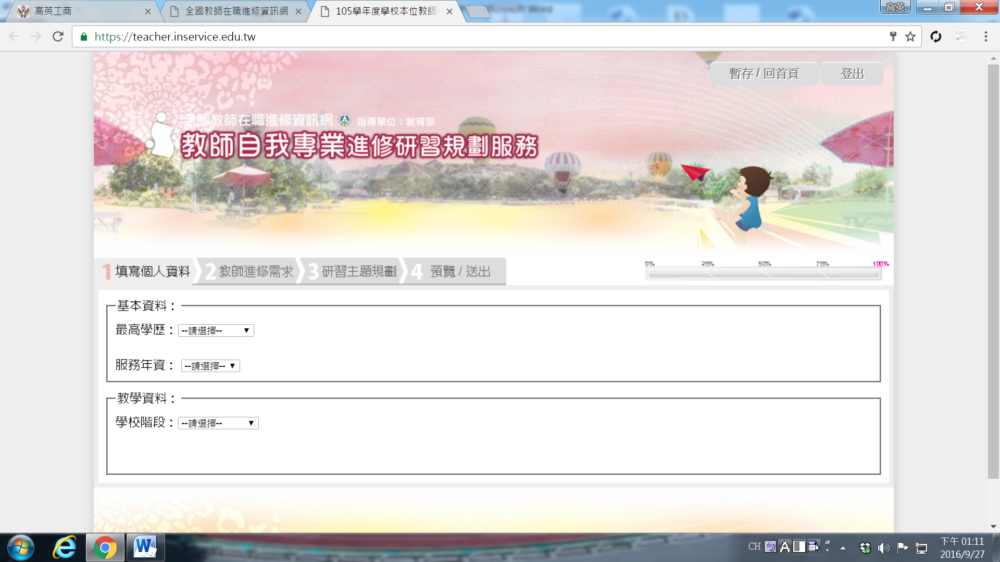 高英工商
全國教師在職進修資訊網
105學年度學校本位教師
Microsoft Word
高英
https://teacher.inservice.edu.tw
Smart
PKI
暫存 / 回首頁
登出
全國教師在職進修資訊網 指導單位：教育部
教師自我專業進修研習規劃服務
1 填寫個人資料
2 教師進修需求
3 研習主題規劃
4 預覽 / 送出
0% 25% 50% 75% 100%
基本資料：
最高學歷： --請選擇--
服務年資： --請選擇--
教學資料：
學校階段： --請選擇--
CH ㄅ A
下午 01:11
2016/9/27